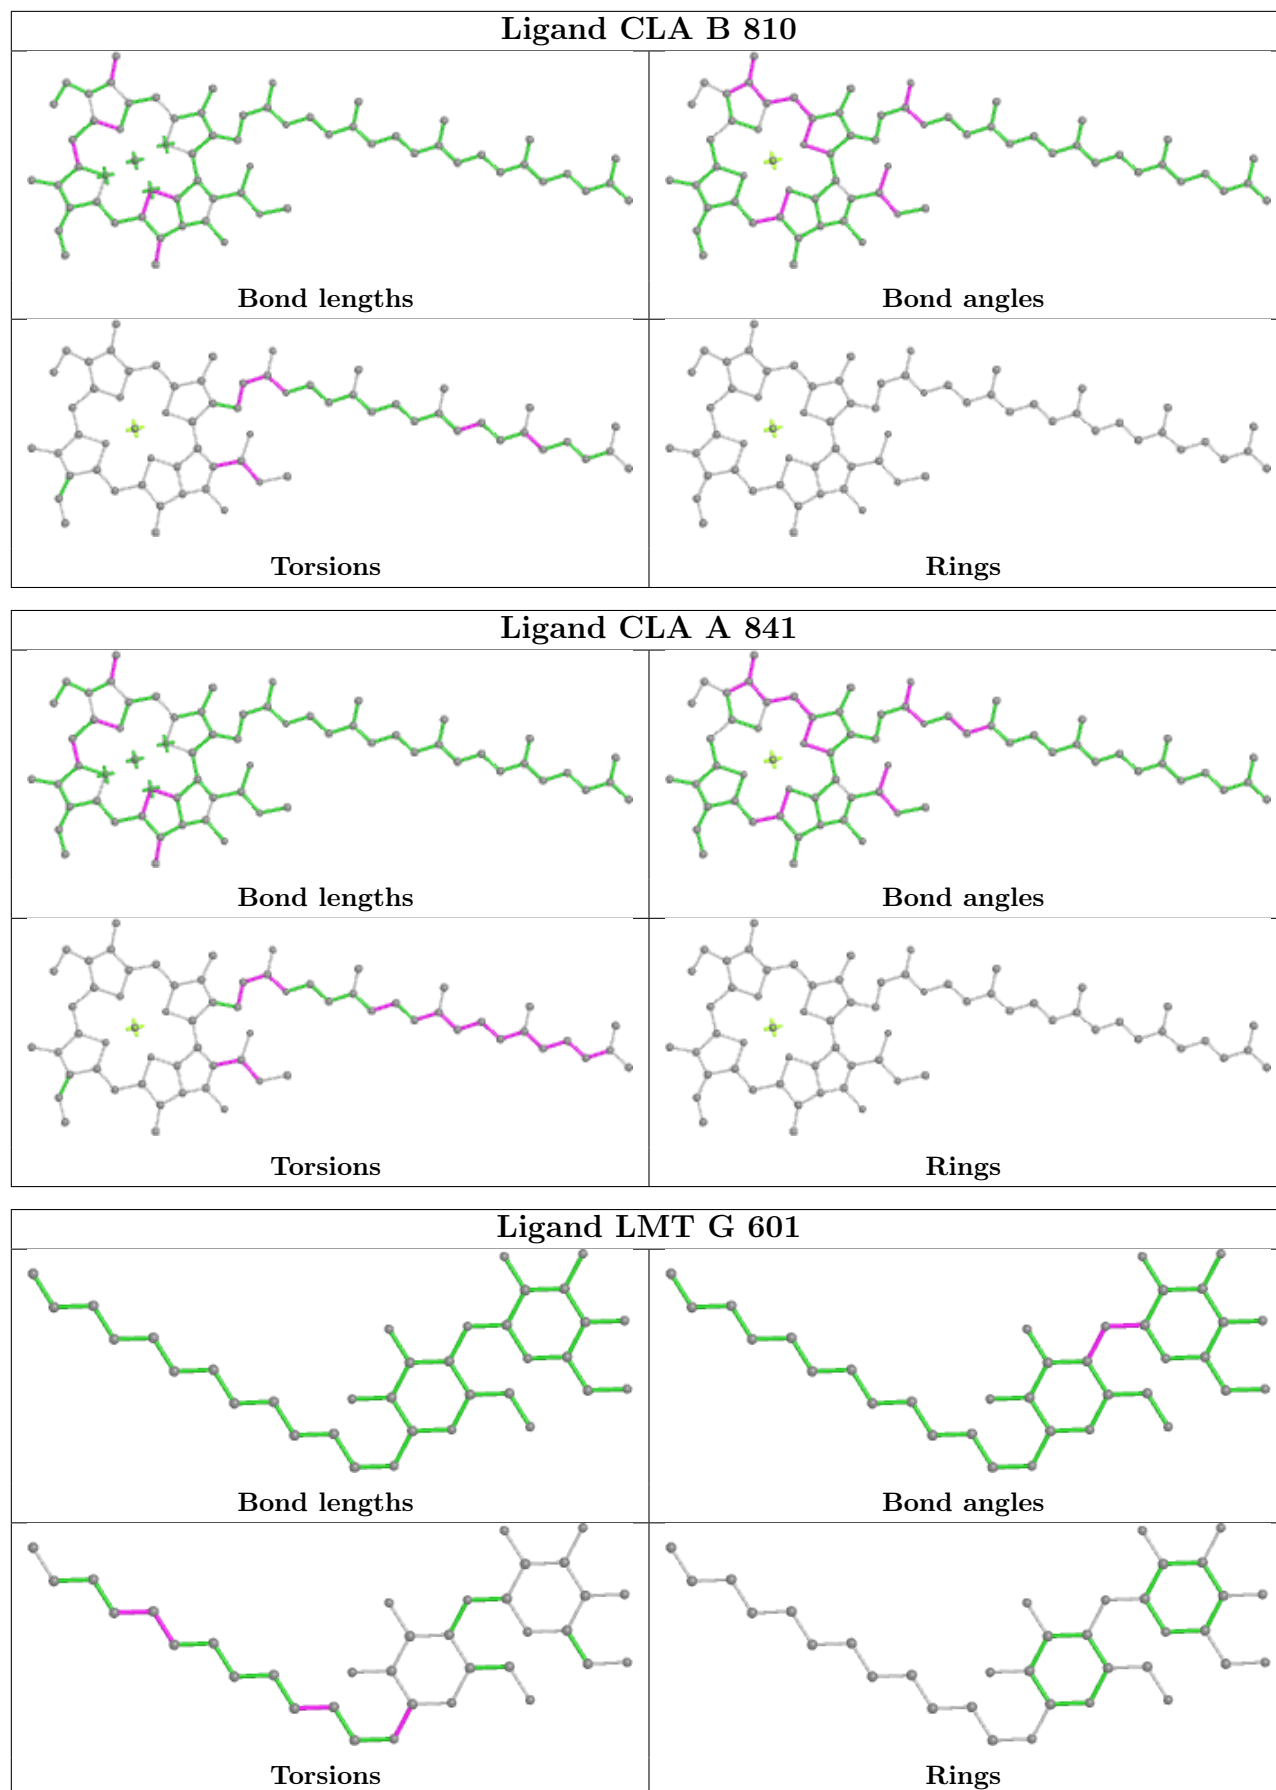 Ligand CLA B 810
Bond lengths
Bond angles
Torsions
Rings
Ligand CLA A 841
Bond lengths
Bond angles
Torsions
Rings
Ligand LMT G 601
Bond lengths
Bond angles
Torsions
Rings